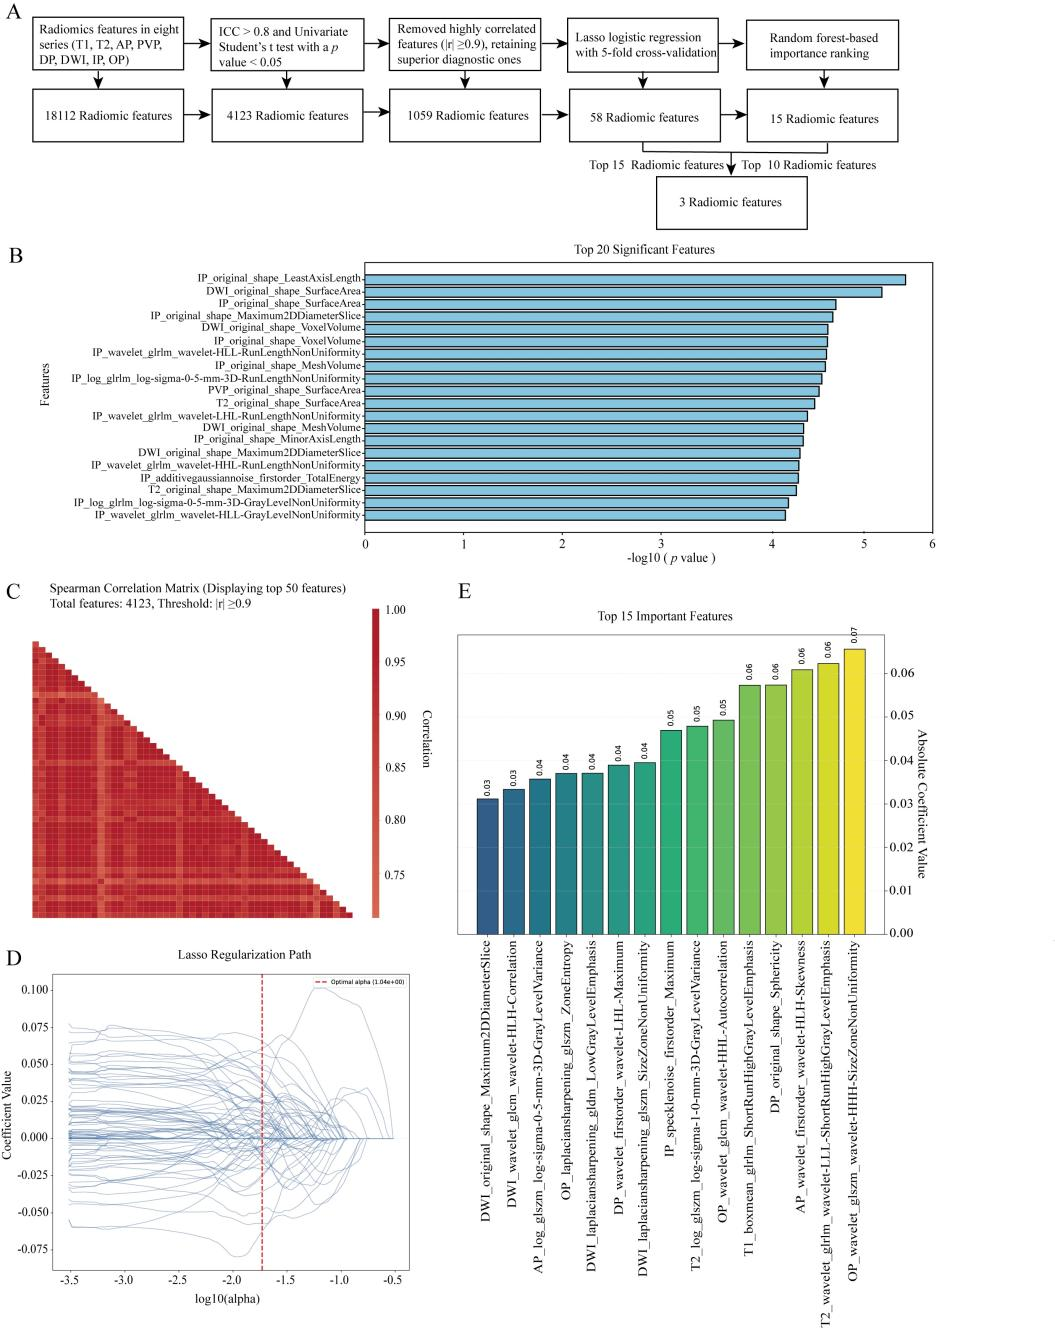 A
Radiomics features in eight
series (T1, T2, AP, PVP,
DP, DWI, IP, OP)
ICC > 0.8 and Univariate
Student's t test with a p
value < 0.05
Removed highly correlated
features (|r| ≥0.9), retaining
superior diagnostic ones
Lasso logistic regression
with 5-fold cross-validation
Random forest-based
importance ranking
18112 Radiomic features
4123 Radiomic features
1059 Radiomic features
58 Radiomic features
15 Radiomic features
Top 15 Radiomic features
Top 10 Radiomic features
3 Radiomic features
B
Top 20 Significant Features
Features
IP_original_shape_LeastAxisLength
DWI_original_shape_SurfaceArea
IP_original_shape_SurfaceArea
IP_original_shape_Maximum2DDiameterSlice
DWI_original_shape_VoxelVolume
IP_original_shape_VoxelVolume
IP_wavelet_glrlm_wavelet-HLL-RunLengthNonUniformity
IP_original_shape_MeshVolume
IP_log_glrlm_log-sigma-0-5-mm-3D-RunLengthNonUniformity
PVP_original_shape_SurfaceArea
T2_original_shape_SurfaceArea
IP_wavelet_glrlm_wavelet-LHL-RunLengthNonUniformity
DWI_original_shape_MeshVolume
IP_original_shape_MinorAxisLength
DWI_original_shape_Maximum2DDiameterSlice
IP_wavelet_glrlm_wavelet-HHL-RunLengthNonUniformity
IP_additivegaussiannoise_firstorder_TotalEnergy
T2_original_shape_Maximum2DDiameterSlice
IP_log_glrlm_log-sigma-0-5-mm-3D-GrayLevelNonUniformity
IP_wavelet_glrlm_wavelet-HLL-GrayLevelNonUniformity
0 1 2 3 4 5 6
-log10 ( p value )
C
Spearman Correlation Matrix (Displaying top 50 features)
Total features: 4123, Threshold: |r| ≥0.9
1.00
0.95
0.90
0.85
0.80
0.75
Correlation
D
Lasso Regularization Path
Optimal alpha (1.04e+00)
Coefficient Value
0.100
0.075
0.050
0.025
0.000
-0.025
-0.050
-0.075
-3.5 -3.0 -2.5 -2.0 -1.5 -1.0 -0.5
log10(alpha)
E
Top 15 Important Features
0.03
0.03
0.04
0.04
0.04
0.04
0.04
0.05
0.05
0.05
0.06
0.06
0.06
0.06
0.07
0.06
0.05
0.04
0.03
0.02
0.01
0.00
Absolute Coefficient Value
DWI_original_shape_Maximum2DDiameterSlice
DWI_wavelet_glcm_wavelet-HLH-Correlation
AP_log_glszm_log-sigma-0-5-mm-3D-GrayLevelVariance
OP_laplaciansharpening_glszm_ZoneEntropy
DWI_laplaciansharpening_gldm_LowGrayLevelEmphasis
DP_wavelet_firstorder_wavelet-LHL-Maximum
DWI_laplaciansharpening_glszm_SizeZoneNonUniformity
IP_specklenoise_firstorder_Maximum
T2_log_glszm_log-sigma-1-0-mm-3D-GrayLevelVariance
OP_wavelet_glcm_wavelet-HHL-Autocorrelation
T1_boxmean_glrlm_ShortRunHighGrayLevelEmphasis
DP_original_shape_Sphericity
AP_wavelet_firstorder_wavelet-HLH-Skewness
T2_wavelet_glrlm_wavelet-LLL-ShortRunHighGrayLevelEmphasis
OP_wavelet_glszm_wavelet-HHH-SizeZoneNonUniformity